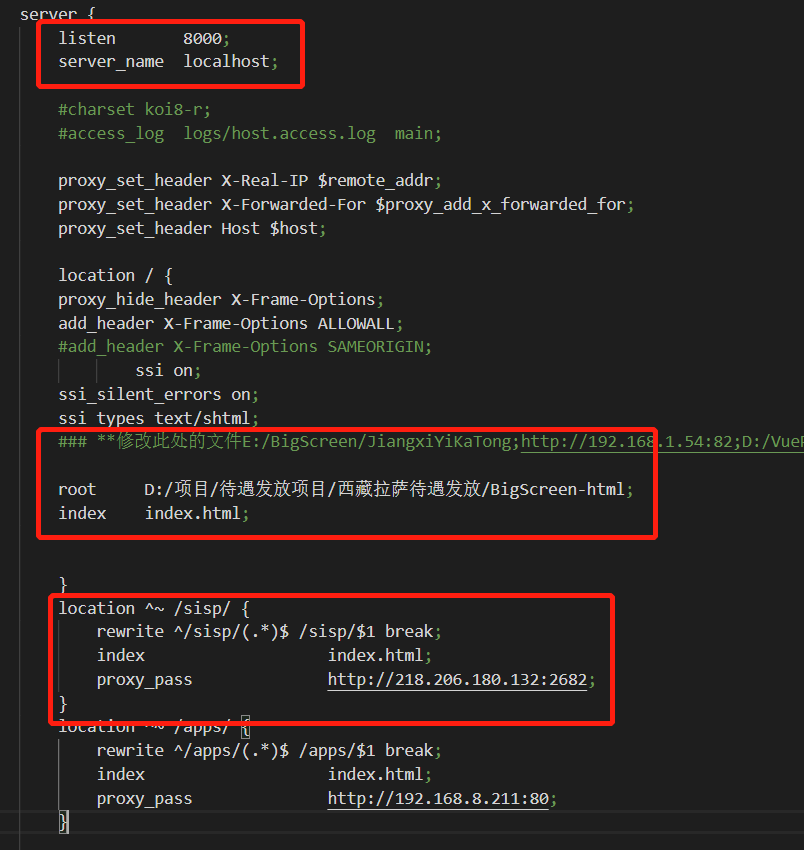 server {
listen 8000;
server_name localhost;
#charset koi8-r;
#access_log logs/host.access.log main;
proxy_set_header X-Real-IP $remote_addr;
proxy_set_header X-Forwarded-For $proxy_add_x_forwarded_for;
proxy_set_header Host $host;
location / {
proxy_hide_header X-Frame-Options;
add_header X-Frame-Options ALLOWALL;
#add_header X-Frame-Options SAMEORIGIN;
ssi on;
ssi_silent_errors on;
ssi_types text/shtml;
### **修改此处的文件E:/BigScreen/JiangxiYiKaTong;http://192.168.1.54:82;D:/Vue
root D:/项目/待遇发放项目/西藏拉萨待遇发放/BigScreen-html;
index index.html;
}
location ^~ /sisp/ {
rewrite ^/sisp/(.*)$ /sisp/$1 break;
index index.html;
proxy_pass http://218.206.180.132:2682;
}
location ^~ /apps/ {
rewrite ^/apps/(.*)$ /apps/$1 break;
index index.html;
proxy_pass http://192.168.8.211:80;
}